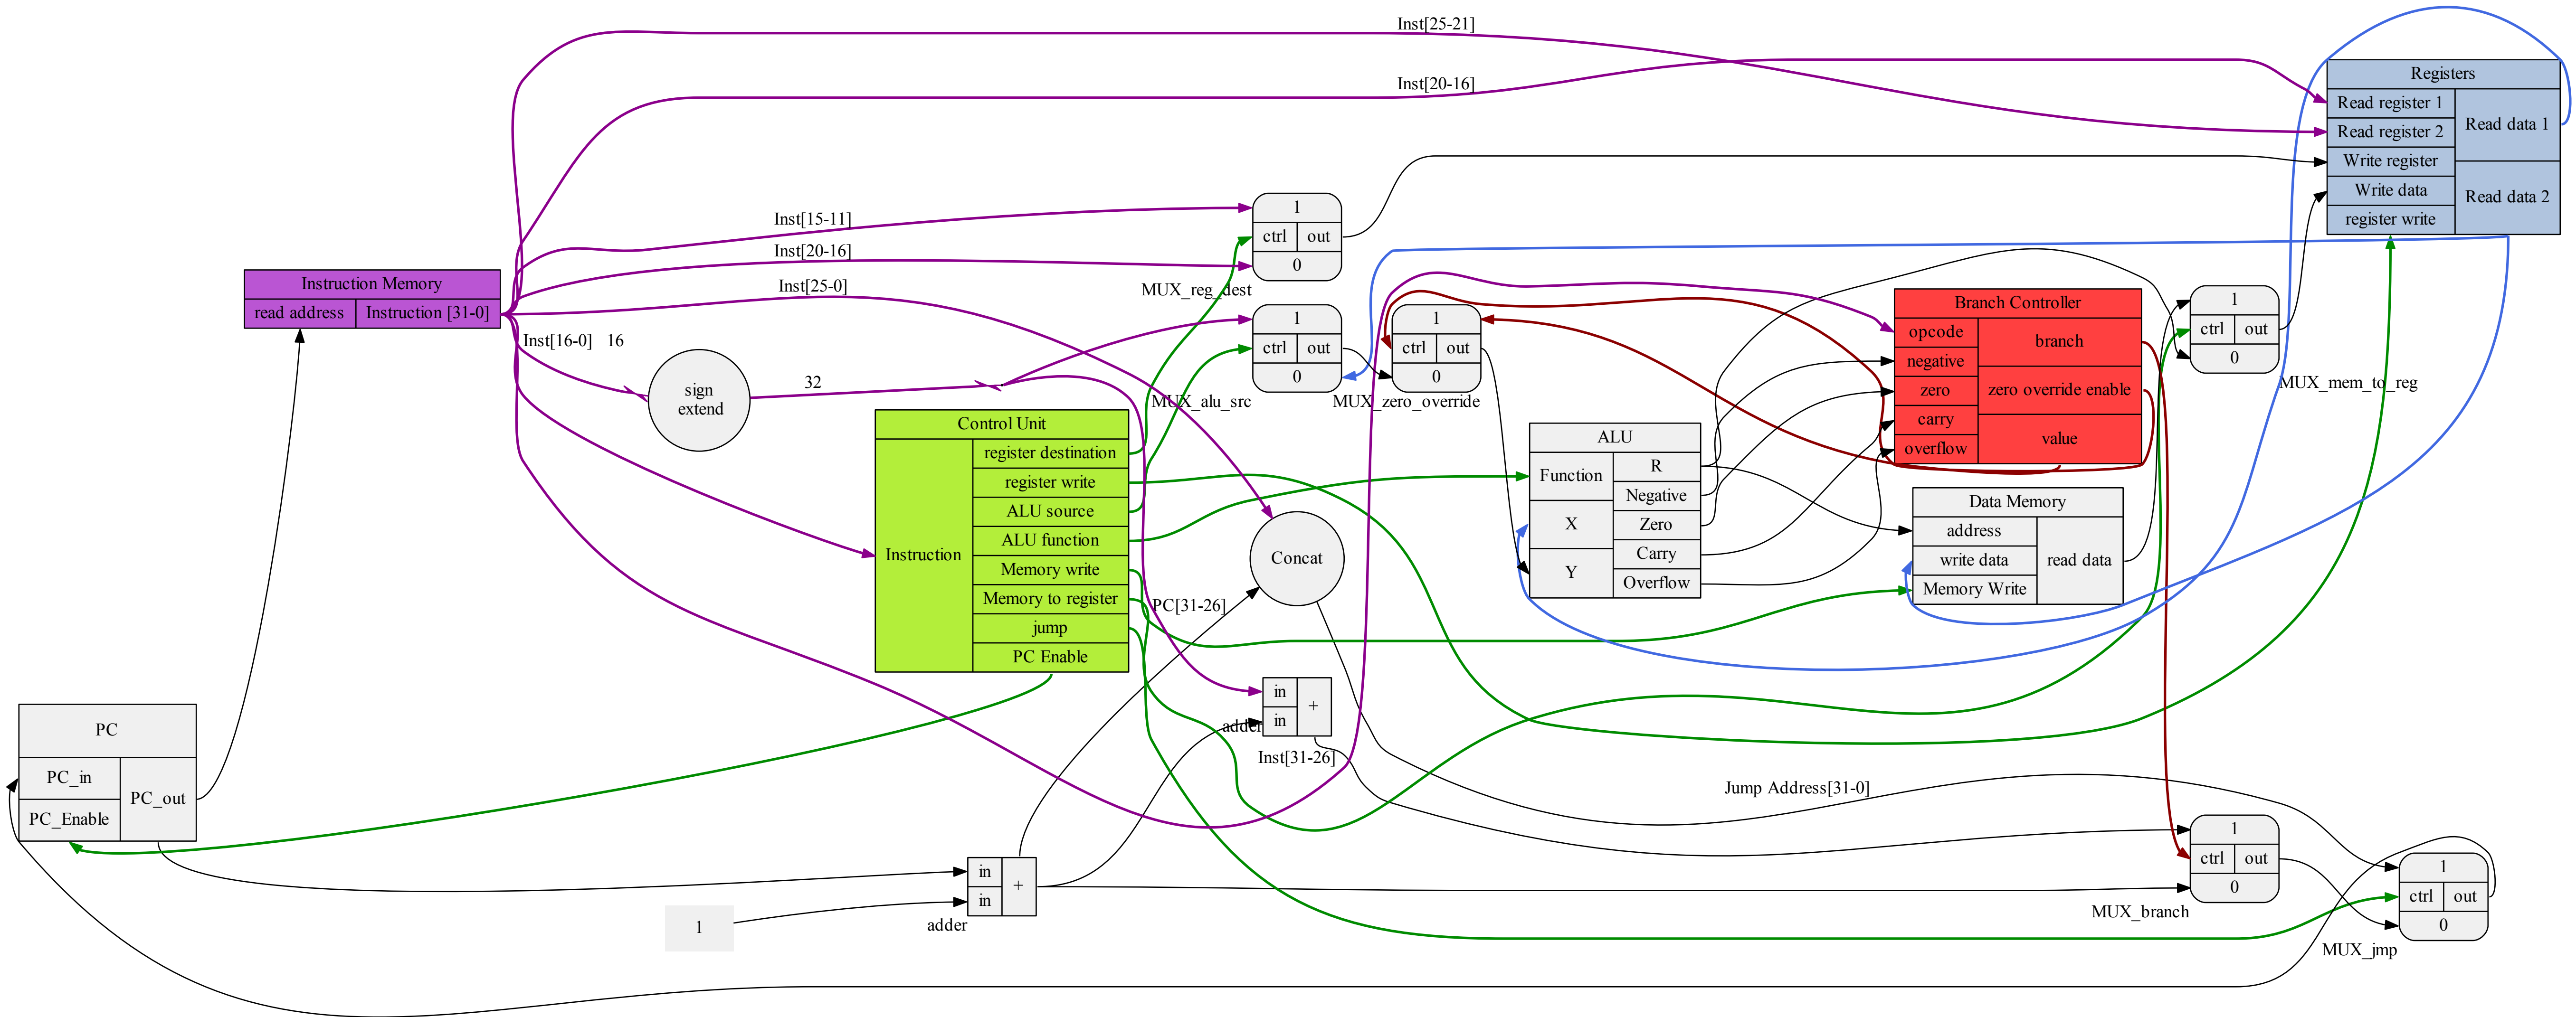 Inst[25-21]
Inst[20-16]
Registers
Read register 1
Read register 2
Write register
Write data
register write
Read data 1
Read data 2
Inst[15-11]
Inst[20-16]
Inst[25-0]
1
ctrl
out
0
MUX_reg_dest
Instruction Memory
read address
Instruction [31-0]
Inst[16-0]
16
sign
extend
32
1
ctrl
out
0
MUX_alu_src
1
ctrl
out
0
MUX_zero_override
Branch Controller
opcode
negative
zero
carry
overflow
branch
zero override enable
value
1
ctrl
out
0
MUX_mem_to_reg
Control Unit
Instruction
register destination
register write
ALU source
ALU function
Memory write
Memory to register
jump
PC Enable
ALU
Function
X
Y
R
Negative
Zero
Carry
Overflow
Data Memory
address
write data
Memory Write
read data
Concat
PC[31-26]
in
in
+
adder
Inst[31-26]
PC
PC_in
PC_Enable
PC_out
Jump Address[31-0]
1
ctrl
out
0
MUX_branch
1
ctrl
out
0
MUX_jmp
in
in
+
adder
1